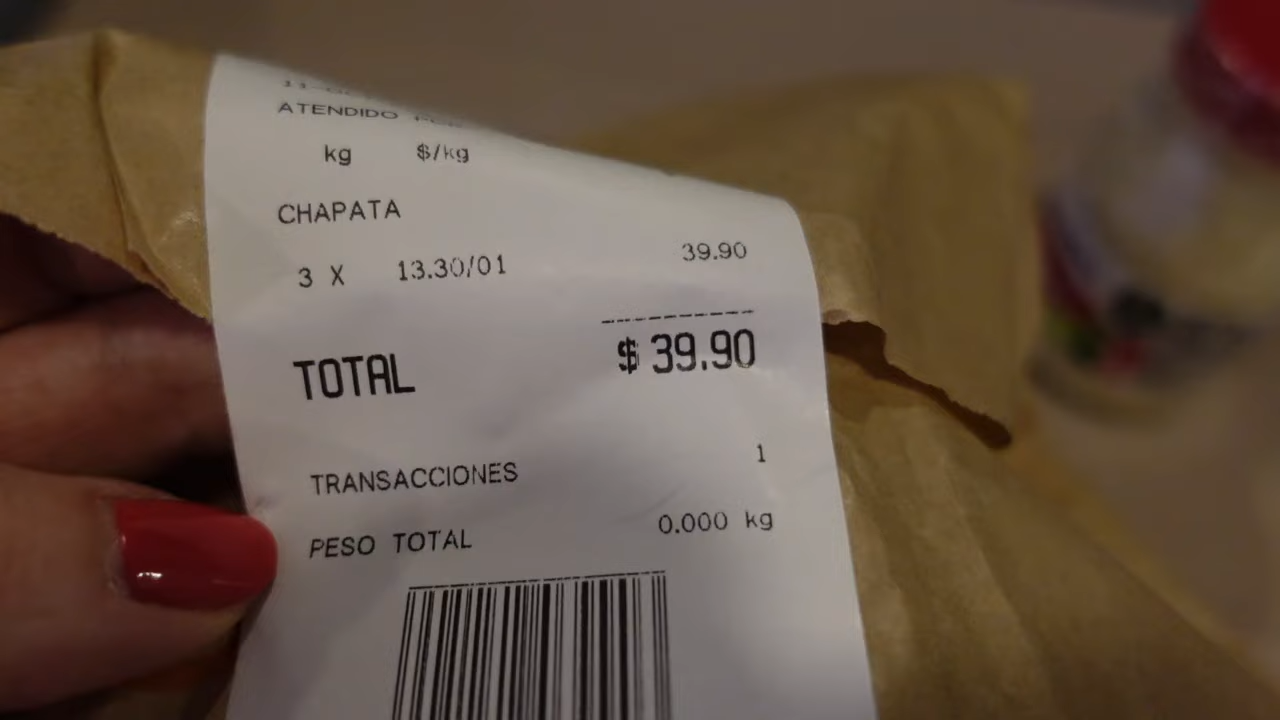 ATENDIDO
kg $/kg
CHAPATA
3 X 13.30/01 39.90
TOTAL $ 39.90
TRANSACCIONES 1
PESO TOTAL 0.000 kg